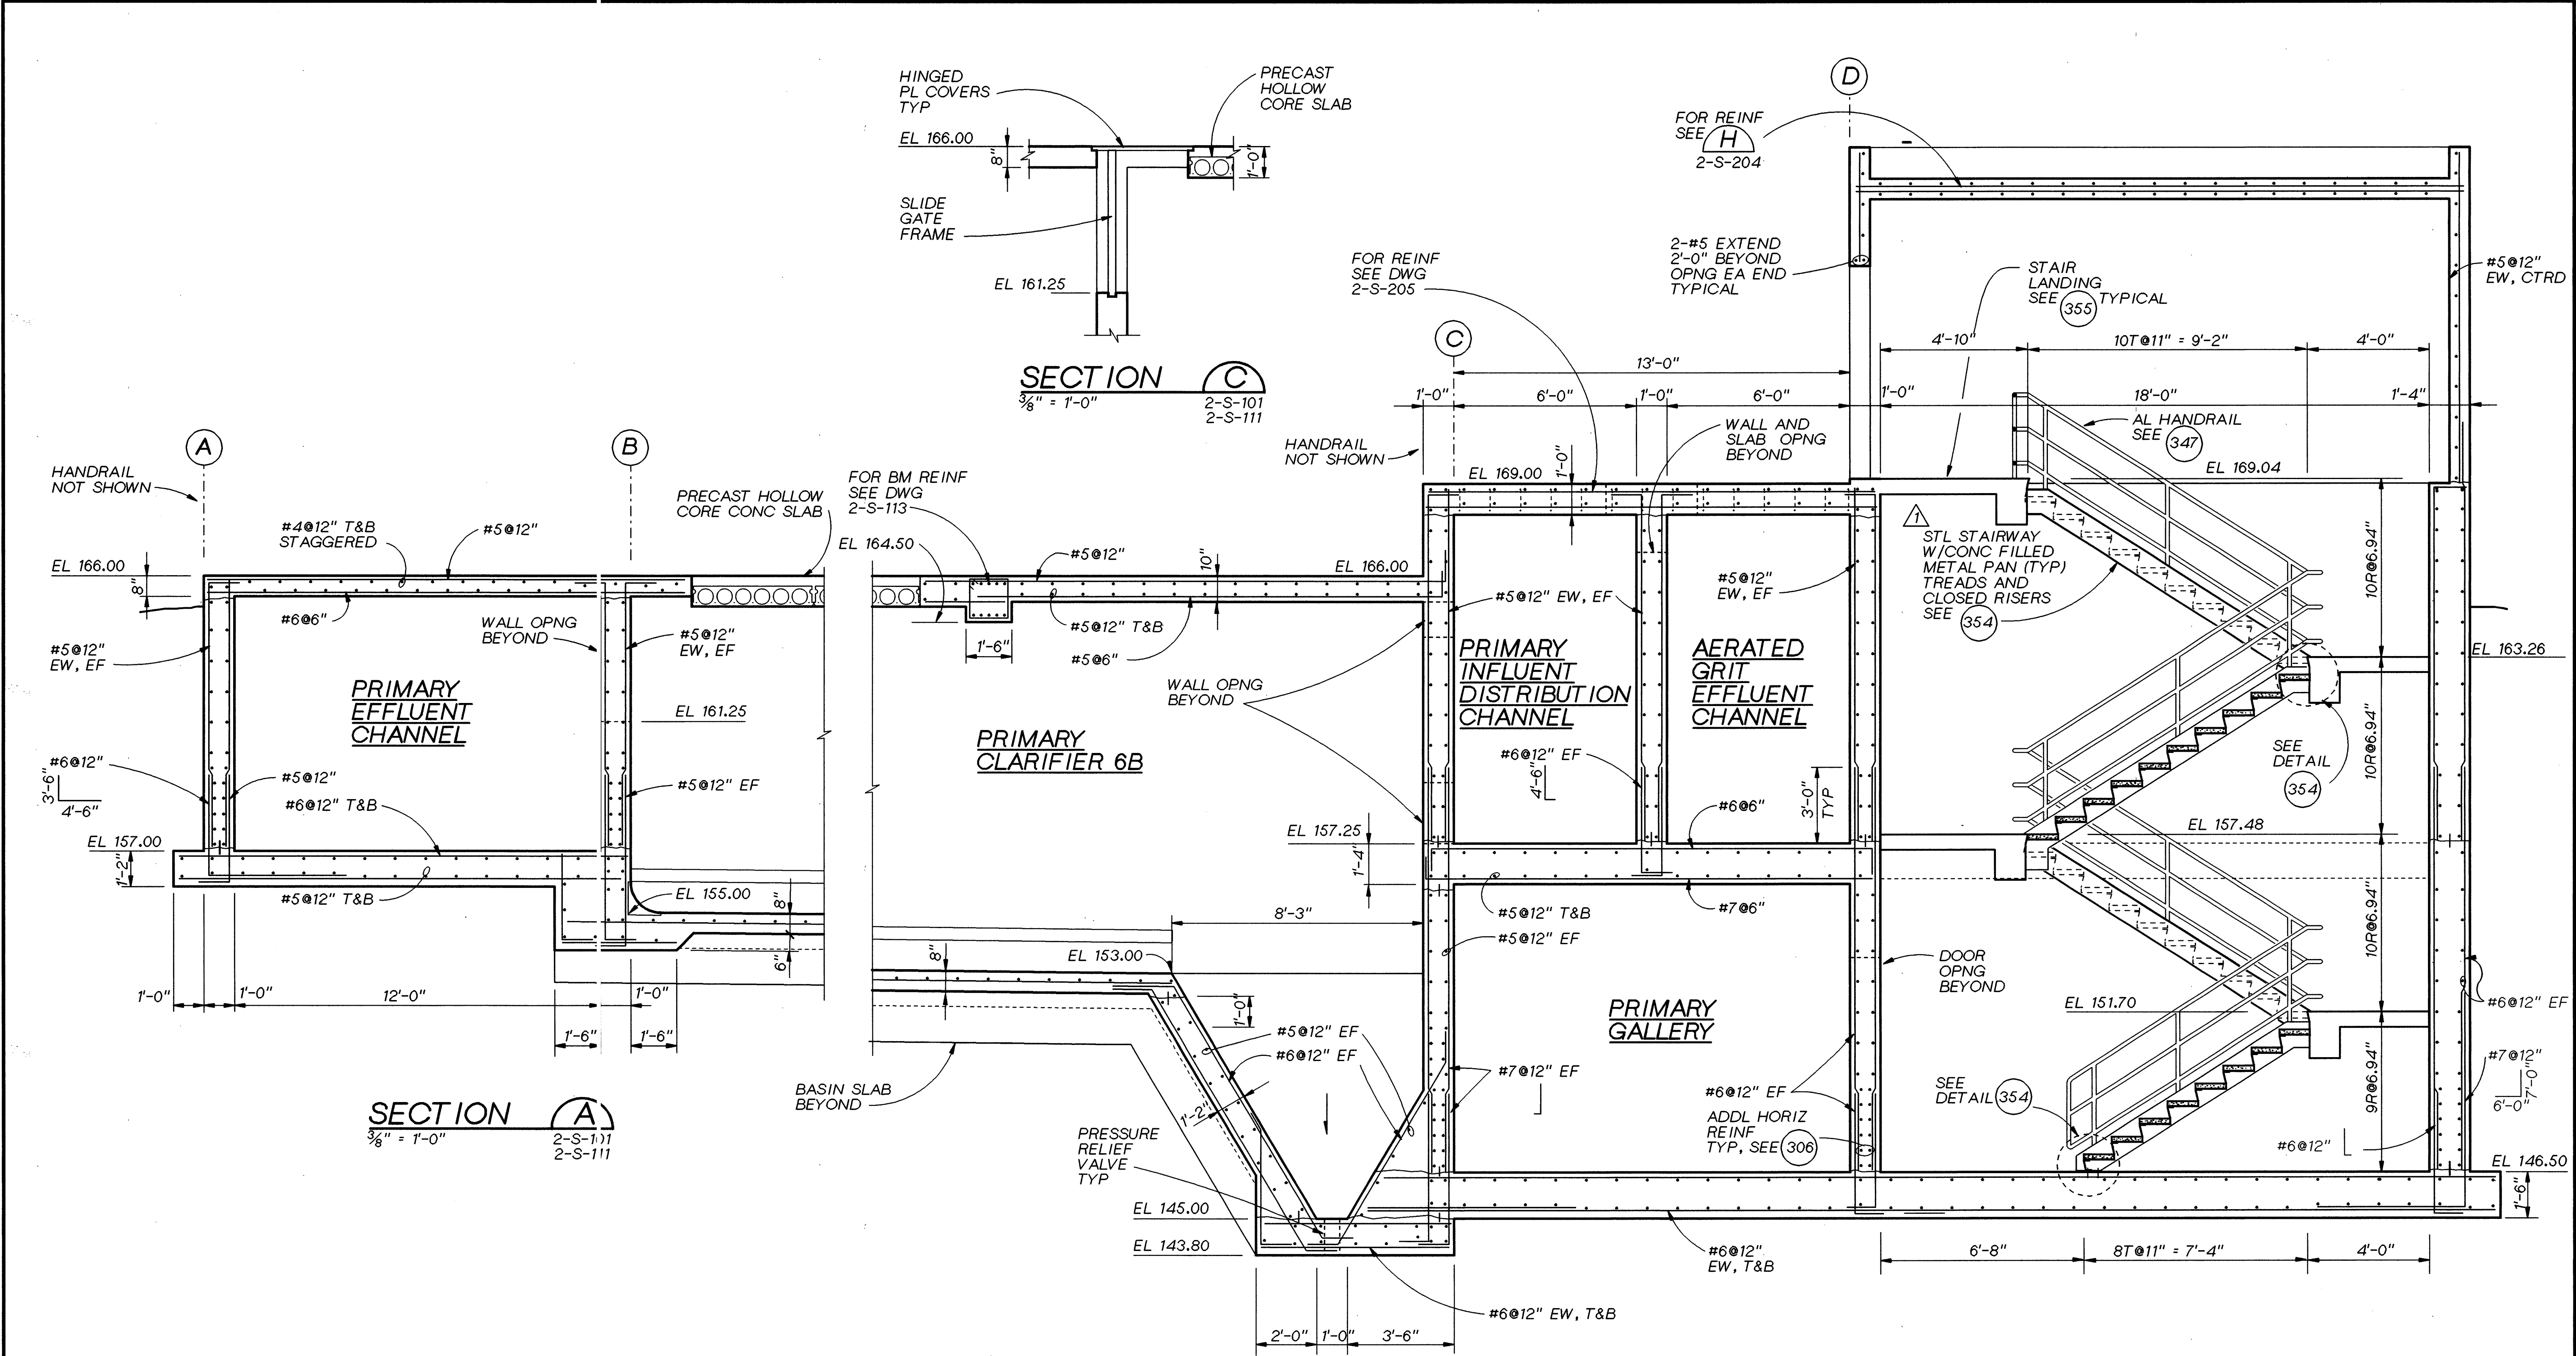 HINGED
PL COVERS
TYP
PRECAST
HOLLOW
CORE SLAB
EL 166.00
8"
1'-0"
SLIDE
GATE
FRAME
EL 161.25
SECTION C
3/8" = 1'-0"
2-S-101
2-S-111
D
FOR REINF
SEE H
2-S-204
2-#5 EXTEND
2'-0" BEYOND
OPNG EA END
TYPICAL
FOR REINF
SEE DWG
2-S-205
STAIR
LANDING
SEE 355 TYPICAL
#5@12"
EW, CTRD
C
4'-10"
10T@11" = 9'-2"
4'-0"
13'-0"
1'-0"
6'-0"
1'-0"
6'-0"
1'-0"
18'-0"
1'-4"
A
B
HANDRAIL
NOT SHOWN
HANDRAIL
NOT SHOWN
WALL AND
SLAB OPNG
BEYOND
AL HANDRAIL
SEE 347
EL 169.00
1'-0"
EL 169.04
PRECAST HOLLOW
CORE CONC SLAB
FOR BM REINF
SEE DWG
2-S-113
#4@12" T&B
STAGGERED
#5@12"
EL 164.50
EL 166.00
8"
#5@12"
10"
EL 166.00
1
STL STAIRWAY
W/CONC FILLED
METAL PAN (TYP)
TREADS AND
CLOSED RISERS
SEE 354
10R@6.94"
#6@6"
WALL OPNG
BEYOND
#5@12"
EW, EF
#5@12"
EW, EF
#5@12" T&B
1'-6"
#5@6"
#5@12" EW, EF
#5@12"
EW, EF
EL 163.26
PRIMARY
EFFLUENT
CHANNEL
WALL OPNG
BEYOND
PRIMARY
INFLUENT
DISTRIBUTION
CHANNEL
AERATED
GRIT
EFFLUENT
CHANNEL
EL 161.25
PRIMARY
CLARIFIER 6B
#6@12" EF
4'-6"
SEE
DETAIL
354
10R@6.94"
#6@12"
3'-6"
4'-6"
#5@12"
#6@12" T&B
#5@12" EF
#6@6"
3'-0"
TYP
EL 157.00
1'-2"
EL 157.25
1'-4"
EL 157.48
#5@12" T&B
EL 155.00
8"
6"
8'-3"
#5@12" T&B
#5@12" EF
#7@6"
10R@6.94"
EL 153.00
8"
DOOR
OPNG
BEYOND
1'-0"
1'-0"
12'-0"
1'-0"
1'-6"
1'-6"
1'-0"
PRIMARY
GALLERY
EL 151.70
#6@12" EF
#5@12" EF
#6@12" EF
#7@12" EF
BASIN SLAB
BEYOND
1'-2"
#6@12" EF
ADDL HORIZ
REINF
TYP, SEE 306
SEE
DETAIL 354
9R@6.94"
#7@12"
6'-0"
7'-0"
#6@12"
SECTION A
3/8" = 1'-0"
2-S-101
2-S-111
PRESSURE
RELIEF
VALVE
TYP
EL 146.50
1'-6"
EL 145.00
EL 143.80
#6@12"
EW, T&B
6'-8"
8T@11" = 7'-4"
4'-0"
#6@12" EW, T&B
2'-0"
1'-0"
3'-6"